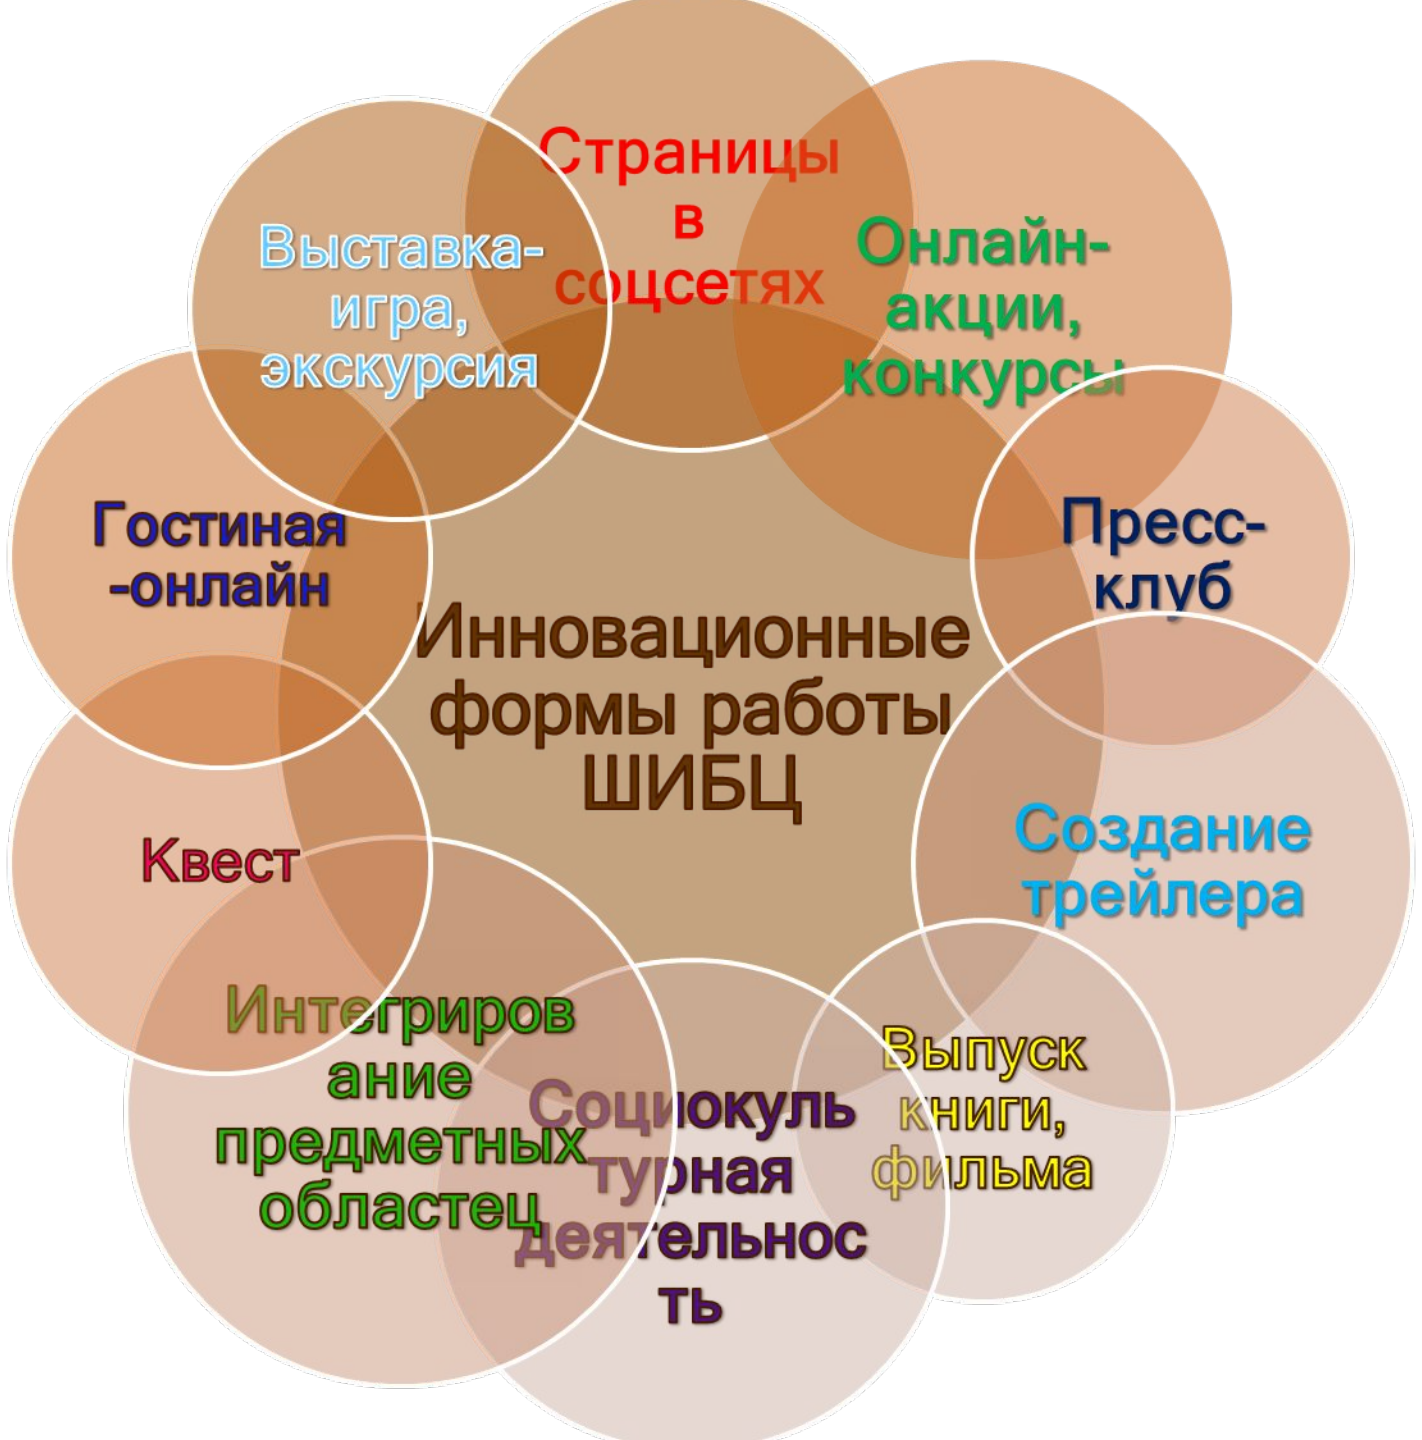 Страницы
в
соцсетях
Онлайн-
акции,
конкурсы
Пресс-
клуб
Создание
трейлера
Выпуск
книги,
фильма
Социокуль
турная
деятельнос
ть
Интегриров
ание
предметных
областец
Квест
Гостиная
-онлайн
Выставка-
игра,
экскурсия
Инновационные
формы работы
ШИБЦ